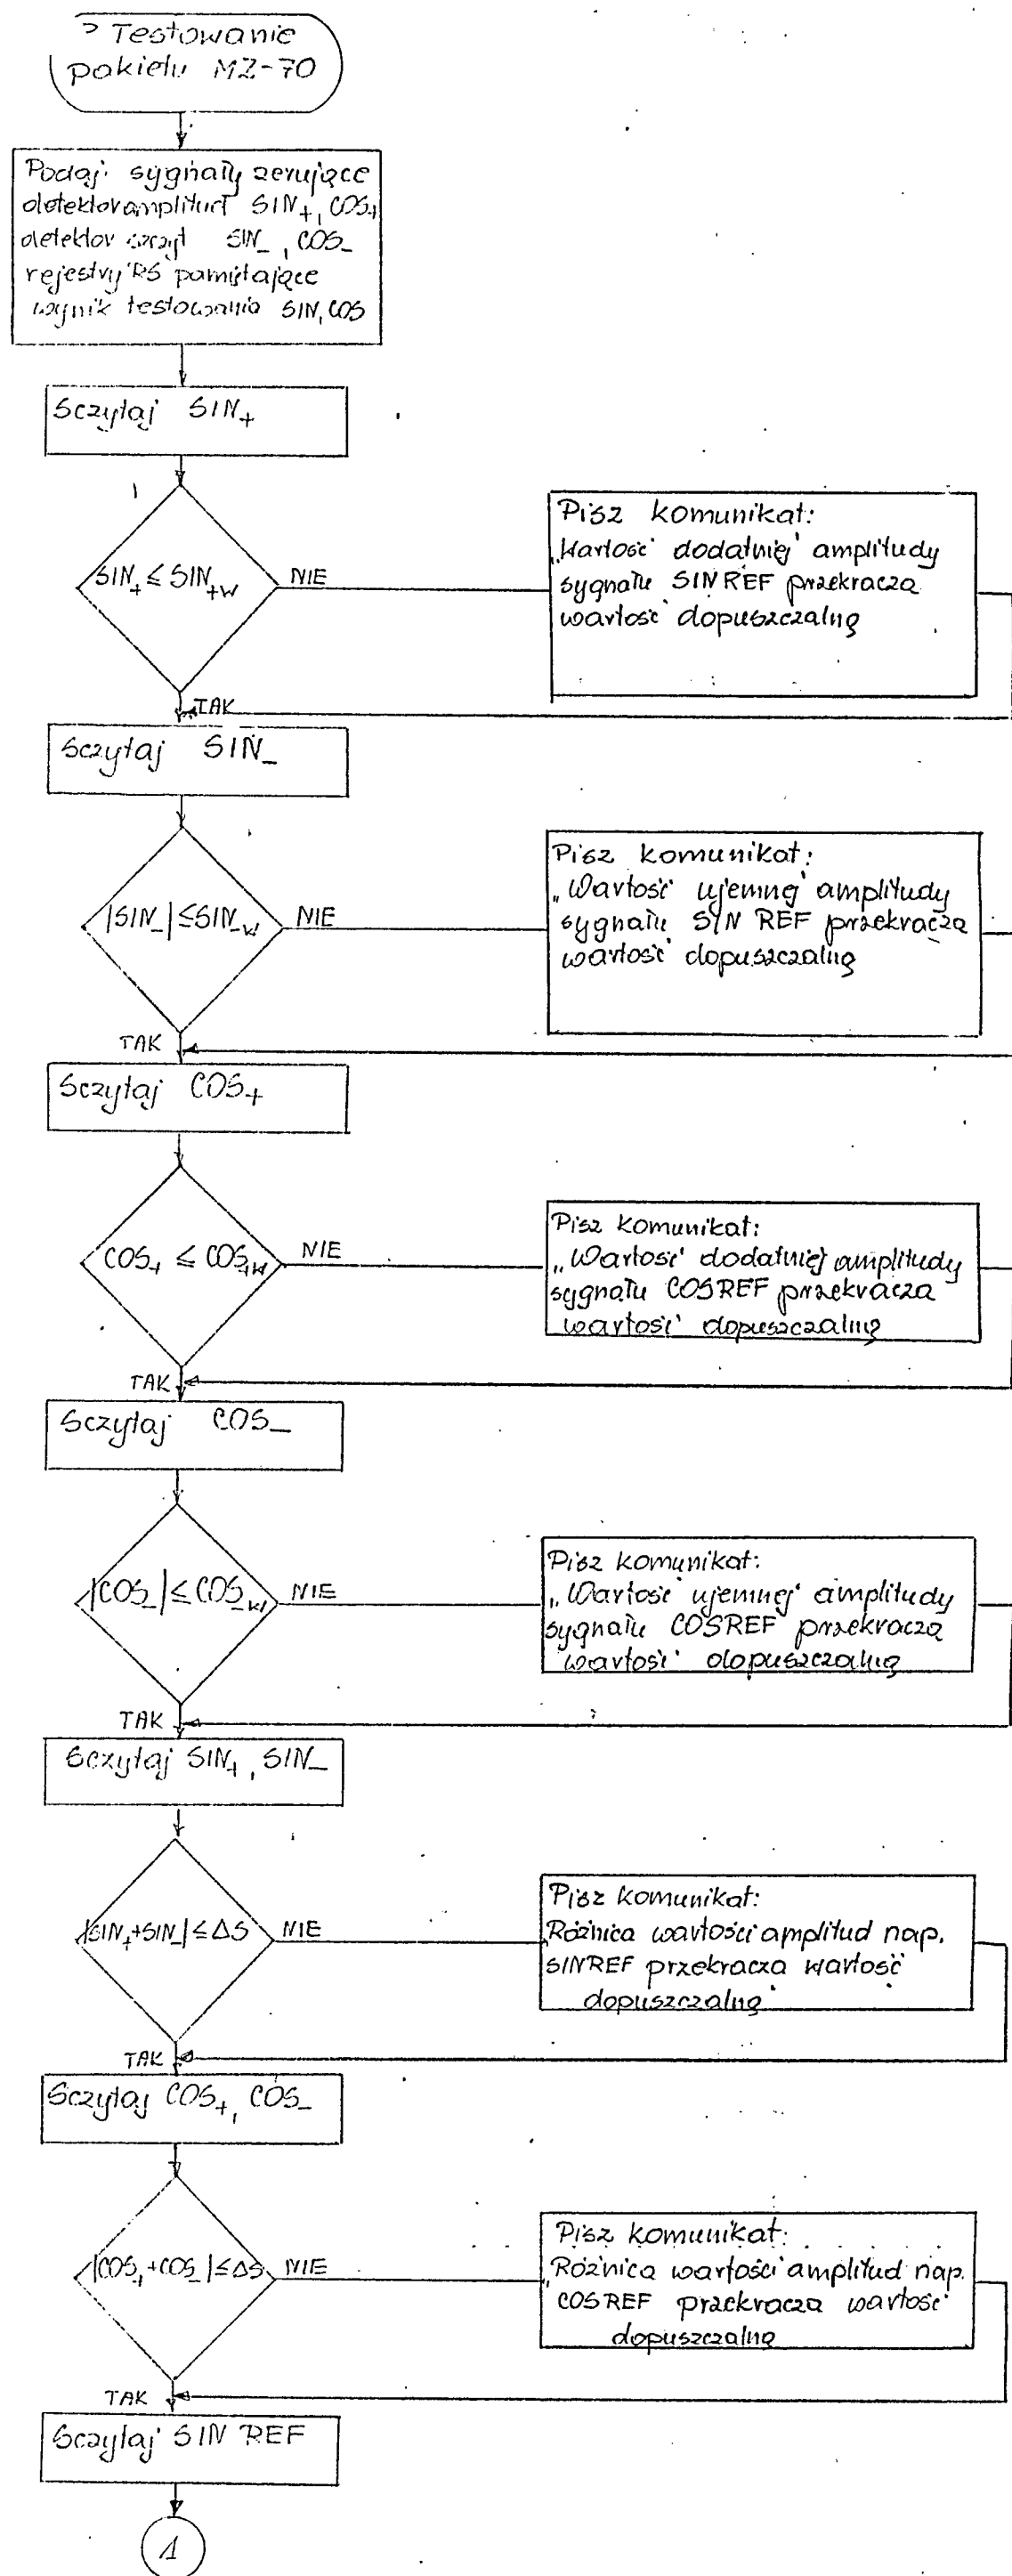 Testowanie
pakietu MZ-70
Podaj sygnały zerujące
detektor amplitud SIN+, COS+
detektor szczyt SIN_, COS_
rejestry RS pamiętające
wynik testowania SIN, COS
Sczytaj SIN+
SIN+ ≤ SIN+W
NIE
Pisz komunikat:
„Wartość dodatniej amplitudy
sygnału SINREF przekracza
wartość dopuszczalną
TAK
Sczytaj SIN_
|SIN_| ≤ SIN_W
NIE
Pisz komunikat:
„Wartość ujemnej amplitudy
sygnału SYN REF przekracza
wartość dopuszczalną
TAK
Sczytaj COS+
COS+ ≤ COS+W
NIE
Pisz komunikat:
„Wartość dodatniej amplitudy
sygnału COSREF przekracza
wartość dopuszczalną
TAK
Sczytaj COS_
|COS_| ≤ COS_W
NIE
Pisz komunikat:
„Wartość ujemnej amplitudy
sygnału COSREF przekracza
wartość dopuszczalną
TAK
Sczytaj SIN+, SIN_
|SIN+ + SIN_| ≤ ΔS
NIE
Pisz komunikat:
Różnica wartości amplitud nap.
SINREF przekracza wartość
dopuszczalną"
TAK
Sczytaj COS+, COS_
|COS+ + COS_| ≤ ΔS
NIE
Pisz komunikat:
„Różnica wartości amplitud nap.
COSREF przekracza wartość
dopuszczalną
TAK
Sczytaj SIN REF
1